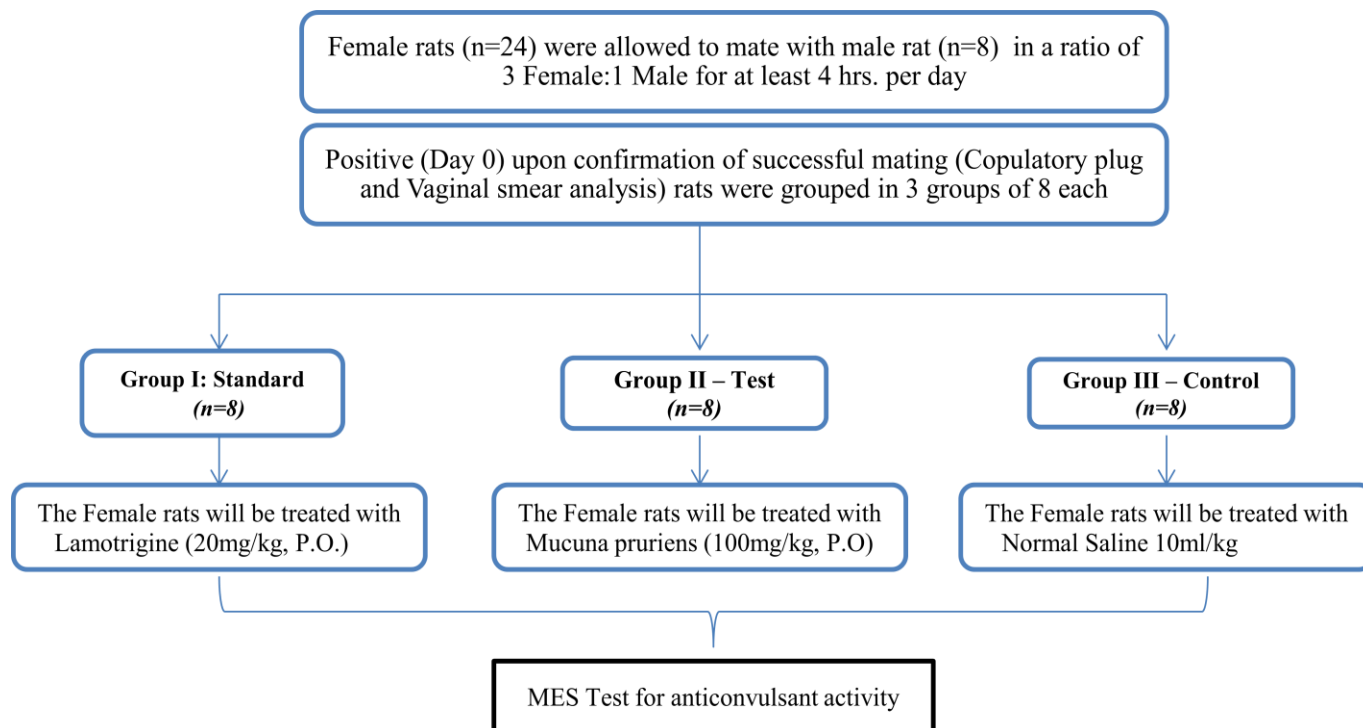 Female rats (n=24) were allowed to mate with male rat (n=8) in a ratio of
3 Female:1 Male for at least 4 hrs. per day
Positive (Day 0) upon confirmation of successful mating (Copulatory plug
and Vaginal smear analysis) rats were grouped in 3 groups of 8 each
Group I: Standard
(n=8)
Group II – Test
(n=8)
Group III – Control
(n=8)
The Female rats will be treated with
Lamotrigine (20mg/kg, P.O.)
The Female rats will be treated with
Mucuna pruriens (100mg/kg, P.O)
The Female rats will be treated with
Normal Saline 10ml/kg
MES Test for anticonvulsant activity